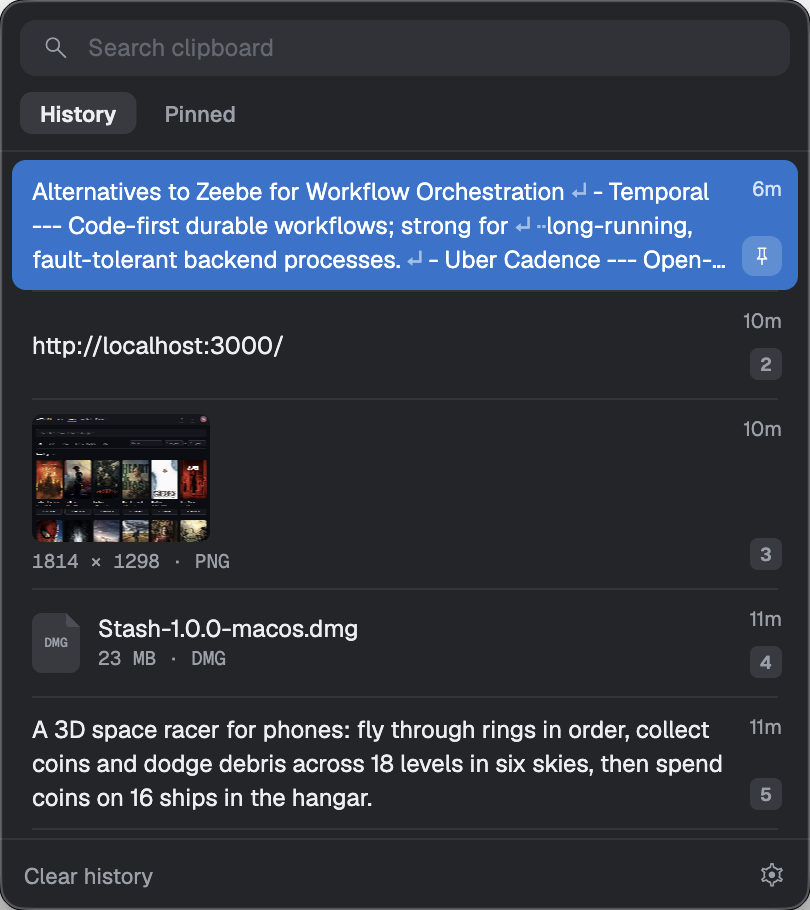 Search clipboard
History
Pinned
Alternatives to Zeebe for Workflow Orchestration ↵ - Temporal
6m
--- Code-first durable workflows; strong for ↵ ··long-running,
fault-tolerant backend processes. ↵ - Uber Cadence --- Open-...
10m
http://localhost:3000/
2
10m
1814 × 1298 · PNG
3
DMG
Stash-1.0.0-macos.dmg
11m
23 MB · DMG
4
A 3D space racer for phones: fly through rings in order, collect
11m
coins and dodge debris across 18 levels in six skies, then spend
coins on 16 ships in the hangar.
5
Clear history